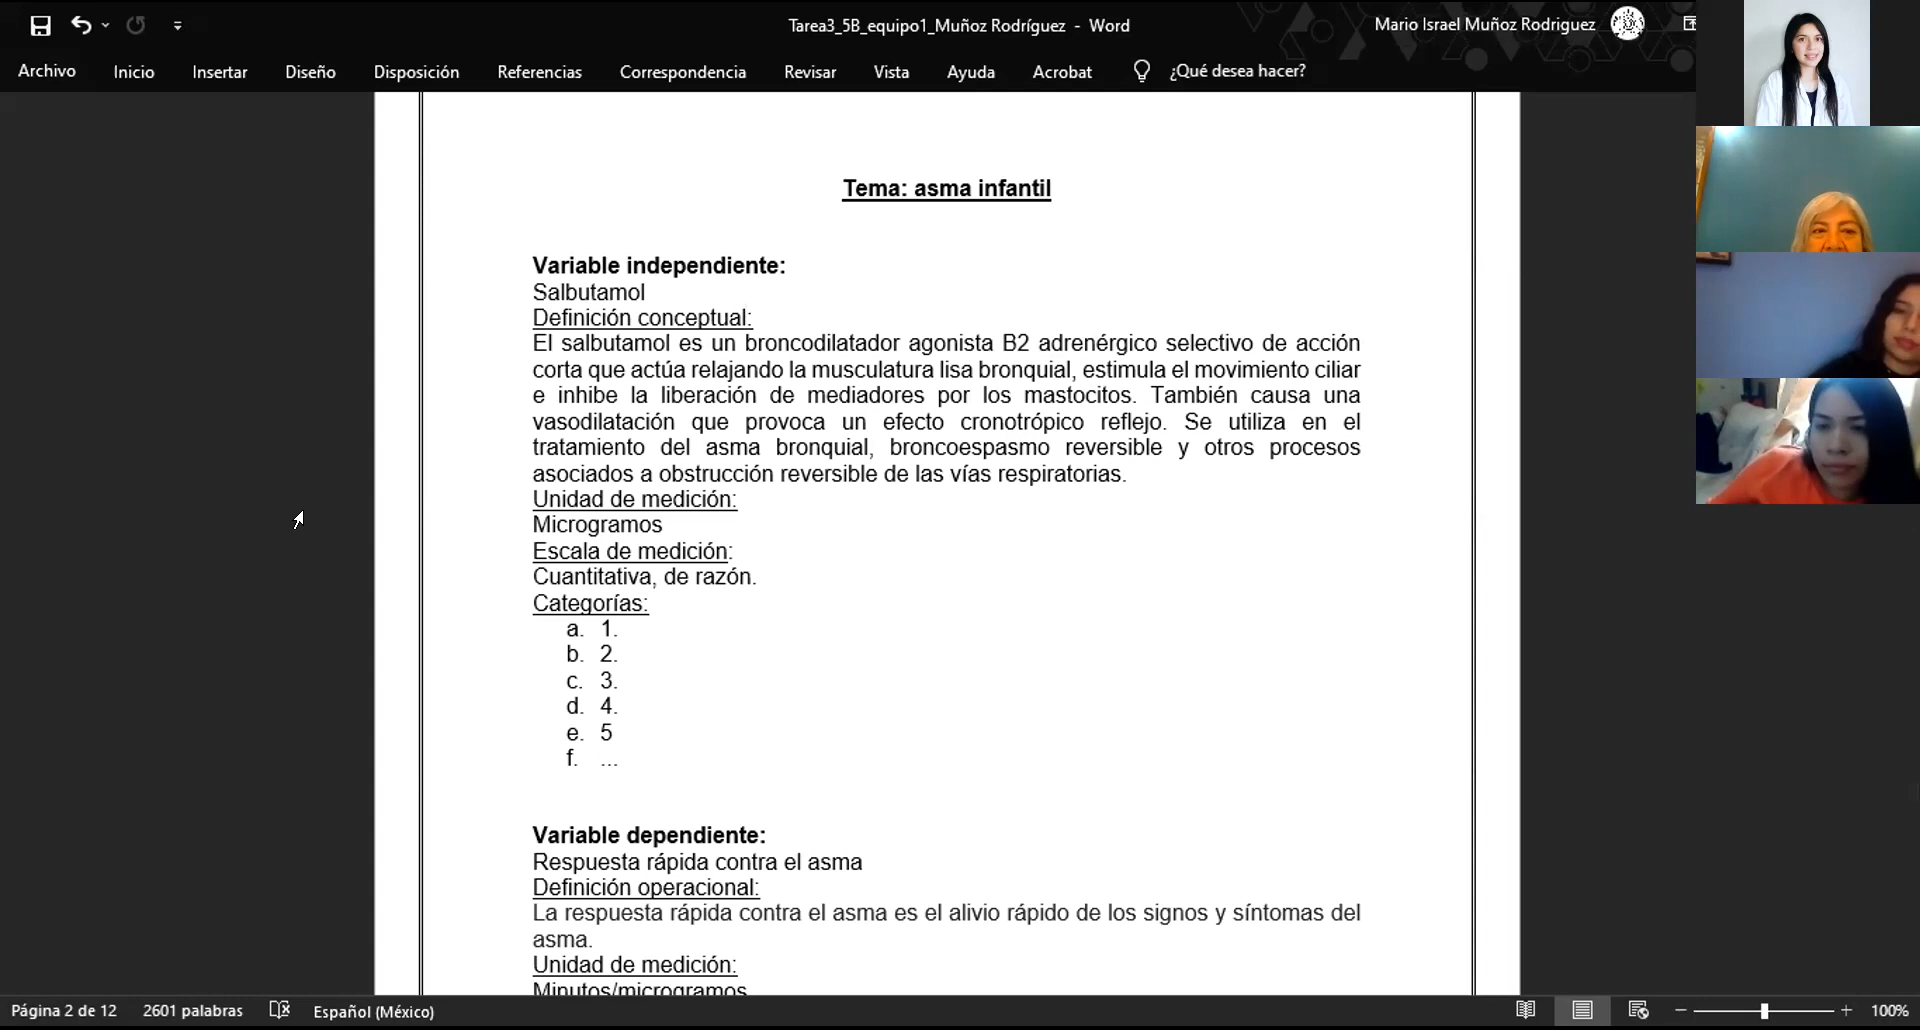 Tarea3_5B_equipo1_Muñoz Rodríguez - Word
Mario Israel Muñoz Rodriguez
Archivo Inicio Insertar Diseño Disposición Referencias Correspondencia Revisar Vista Ayuda Acrobat ¿Qué desea hacer?
Tema: asma infantil
Variable independiente:
Salbutamol
Definición conceptual:
El salbutamol es un broncodilatador agonista B2 adrenérgico selectivo de acción
corta que actúa relajando la musculatura lisa bronquial, estimula el movimiento ciliar
e inhibe la liberación de mediadores por los mastocitos. También causa una
vasodilatación que provoca un efecto cronotrópico reflejo. Se utiliza en el
tratamiento del asma bronquial, broncoespasmo reversible y otros procesos
asociados a obstrucción reversible de las vías respiratorias.
Unidad de medición:
Microgramos
Escala de medición:
Cuantitativa, de razón.
Categorías:
a. 1.
b. 2.
c. 3.
d. 4.
e. 5
f. ...
Variable dependiente:
Respuesta rápida contra el asma
Definición operacional:
La respuesta rápida contra el asma es el alivio rápido de los signos y síntomas del
asma.
Unidad de medición:
Minutos/microgramos
Página 2 de 12 2601 palabras Español (México) 100%